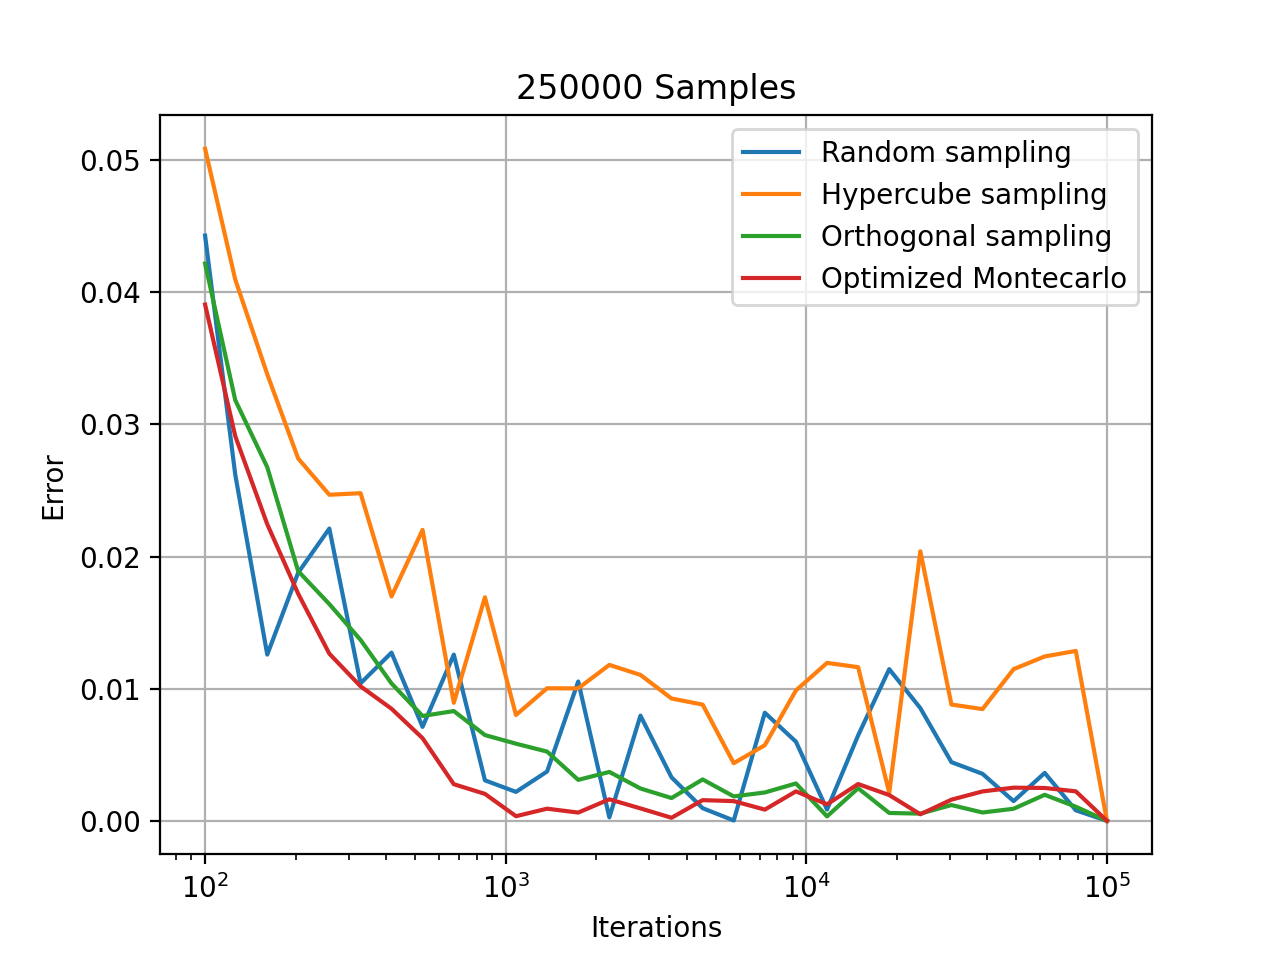 250000 Samples
Random sampling
Hypercube sampling
Orthogonal sampling
Optimized Montecarlo
0.05
0.04
0.03
0.02
0.01
0.00
Error
10² 10³ 10⁴ 10⁵
Iterations